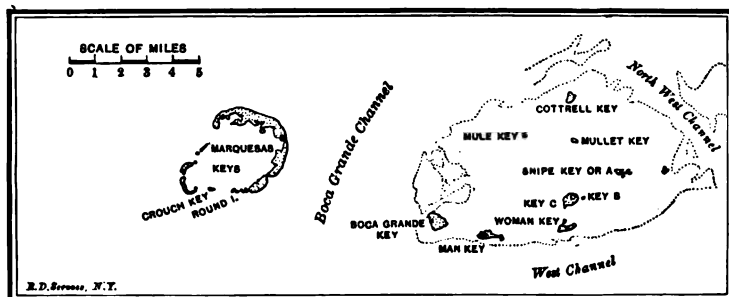 SCALE OF MILES
0 1 2 3 4 5
North West Channel
COTTRELL KEY
Boca Grande Channel
MULE KEY
MULLET KEY
MARQUESAS
KEYS
SNIPE KEY OR A
CROUCH KEY
ROUND I.
KEY C
KEY B
BOCA GRANDE
KEY
WOMAN KEY
MAN KEY
West Channel
R.D. Servoss, N.Y.